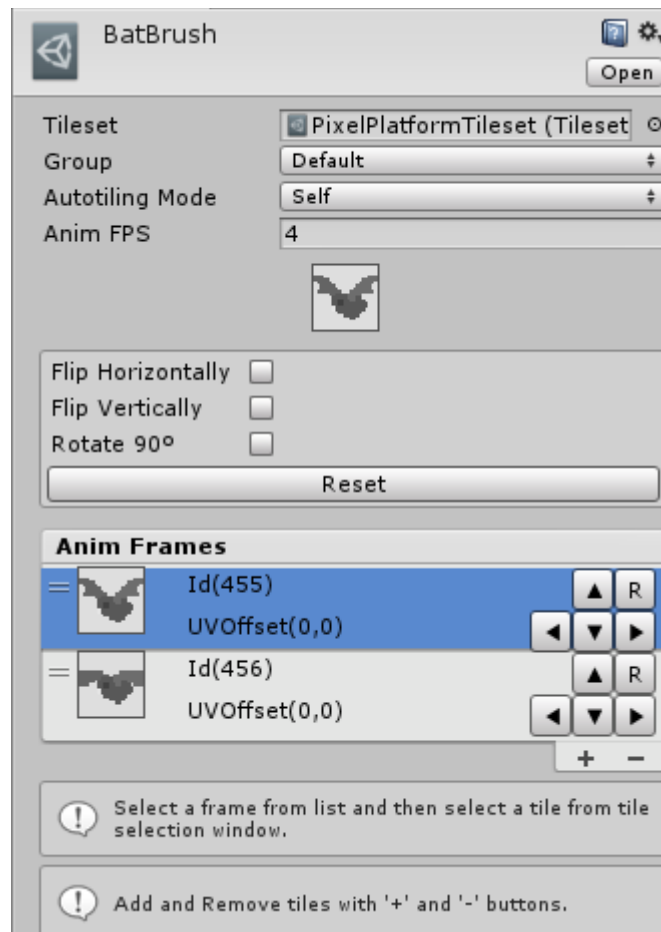 BatBrush
Open
Tileset PixelPlatformTileset (Tileset
Group Default
Autotiling Mode Self
Anim FPS 4
Flip Horizontally
Flip Vertically
Rotate 90º
Reset
Anim Frames
Id(455)
R
UVOffset(0,0)
Id(456)
R
UVOffset(0,0)
+ −
Select a frame from list and then select a tile from tile
selection window.
Add and Remove tiles with '+' and '-' buttons.